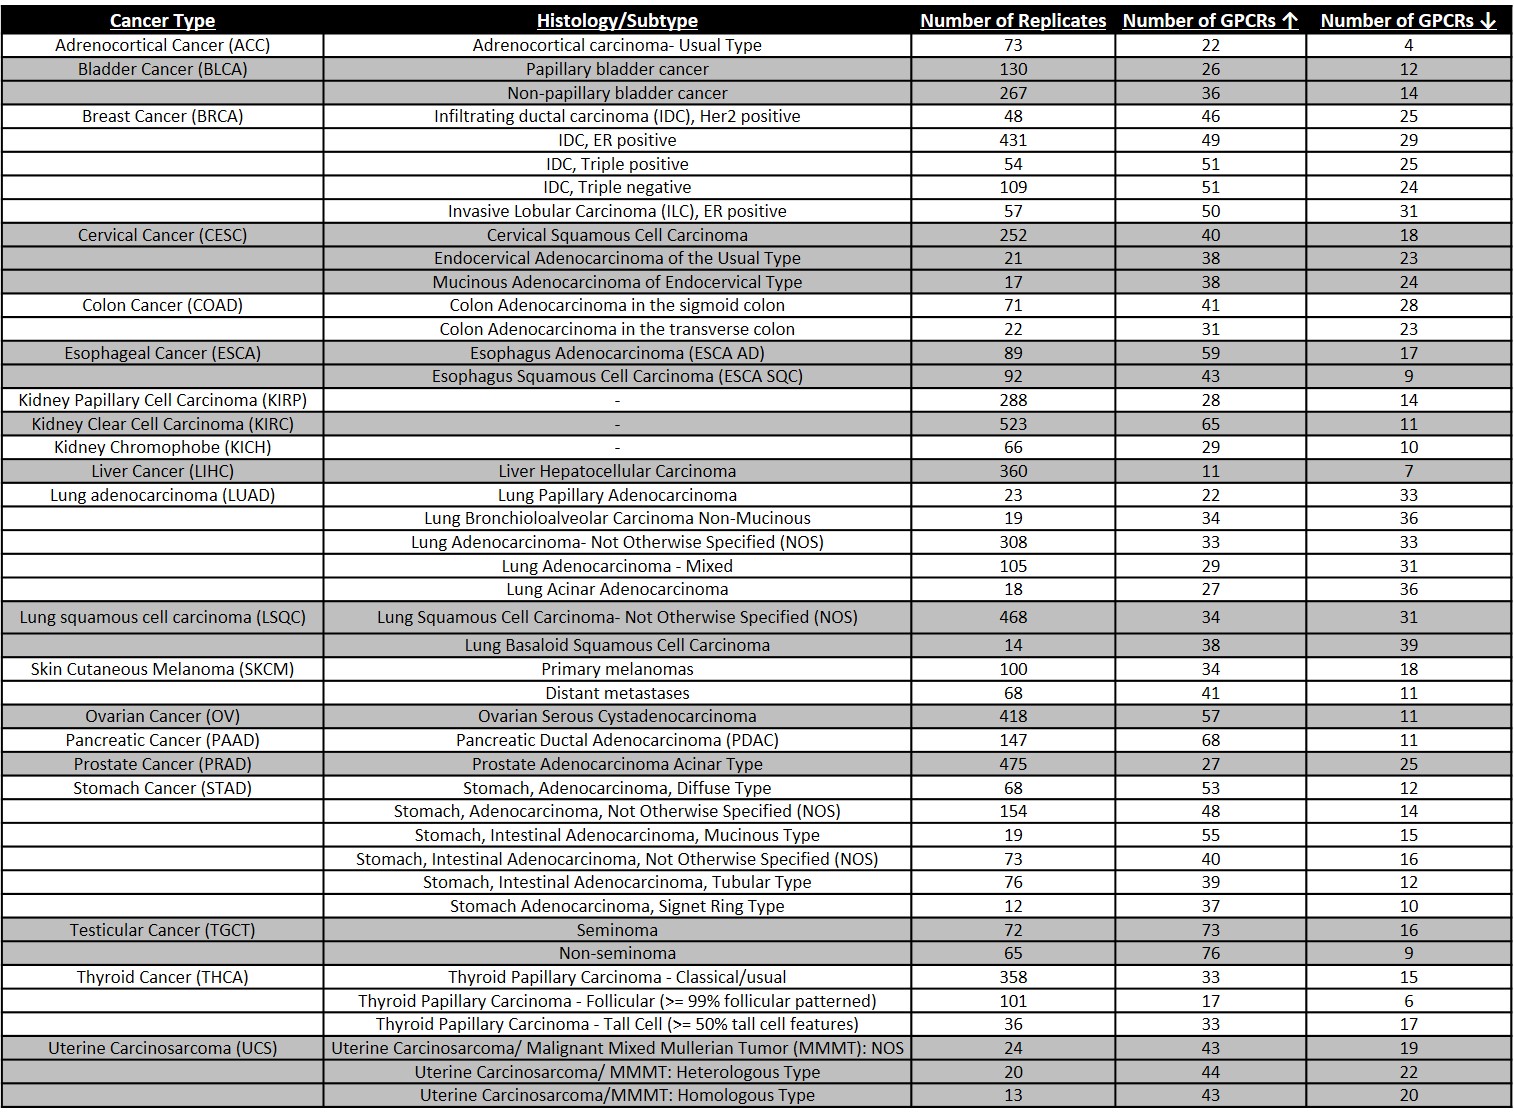 Cancer Type Histology/Subtype Number of Replicates Number of GPCRs ↑ Number of GPCRs ↓
Adrenocortical Cancer (ACC) Adrenocortical carcinoma- Usual Type 73 22 4
Bladder Cancer (BLCA) Papillary bladder cancer 130 26 12
Non-papillary bladder cancer 267 36 14
Breast Cancer (BRCA) Infiltrating ductal carcinoma (IDC), Her2 positive 48 46 25
IDC, ER positive 431 49 29
IDC, Triple positive 54 51 25
IDC, Triple negative 109 51 24
Invasive Lobular Carcinoma (ILC), ER positive 57 50 31
Cervical Cancer (CESC) Cervical Squamous Cell Carcinoma 252 40 18
Endocervical Adenocarcinoma of the Usual Type 21 38 23
Mucinous Adenocarcinoma of Endocervical Type 17 38 24
Colon Cancer (COAD) Colon Adenocarcinoma in the sigmoid colon 71 41 28
Colon Adenocarcinoma in the transverse colon 22 31 23
Esophageal Cancer (ESCA) Esophagus Adenocarcinoma (ESCA AD) 89 59 17
Esophagus Squamous Cell Carcinoma (ESCA SQC) 92 43 9
Kidney Papillary Cell Carcinoma (KIRP) - 288 28 14
Kidney Clear Cell Carcinoma (KIRC) - 523 65 11
Kidney Chromophobe (KICH) - 66 29 10
Liver Cancer (LIHC) Liver Hepatocellular Carcinoma 360 11 7
Lung adenocarcinoma (LUAD) Lung Papillary Adenocarcinoma 23 22 33
Lung Bronchioloalveolar Carcinoma Non-Mucinous 19 34 36
Lung Adenocarcinoma- Not Otherwise Specified (NOS) 308 33 33
Lung Adenocarcinoma - Mixed 105 29 31
Lung Acinar Adenocarcinoma 18 27 36
Lung squamous cell carcinoma (LSQC) Lung Squamous Cell Carcinoma- Not Otherwise Specified (NOS) 468 34 31
Lung Basaloid Squamous Cell Carcinoma 14 38 39
Skin Cutaneous Melanoma (SKCM) Primary melanomas 100 34 18
Distant metastases 68 41 11
Ovarian Cancer (OV) Ovarian Serous Cystadenocarcinoma 418 57 11
Pancreatic Cancer (PAAD) Pancreatic Ductal Adenocarcinoma (PDAC) 147 68 11
Prostate Cancer (PRAD) Prostate Adenocarcinoma Acinar Type 475 27 25
Stomach Cancer (STAD) Stomach, Adenocarcinoma, Diffuse Type 68 53 12
Stomach, Adenocarcinoma, Not Otherwise Specified (NOS) 154 48 14
Stomach, Intestinal Adenocarcinoma, Mucinous Type 19 55 15
Stomach, Intestinal Adenocarcinoma, Not Otherwise Specified (NOS) 73 40 16
Stomach, Intestinal Adenocarcinoma, Tubular Type 76 39 12
Stomach Adenocarcinoma, Signet Ring Type 12 37 10
Testicular Cancer (TGCT) Seminoma 72 73 16
Non-seminoma 65 76 9
Thyroid Cancer (THCA) Thyroid Papillary Carcinoma - Classical/usual 358 33 15
Thyroid Papillary Carcinoma - Follicular (>= 99% follicular patterned) 101 17 6
Thyroid Papillary Carcinoma - Tall Cell (>= 50% tall cell features) 36 33 17
Uterine Carcinosarcoma (UCS) Uterine Carcinosarcoma/ Malignant Mixed Mullerian Tumor (MMMT): NOS 24 43 19
Uterine Carcinosarcoma/ MMMT: Heterologous Type 20 44 22
Uterine Carcinosarcoma/MMMT: Homologous Type 13 43 20